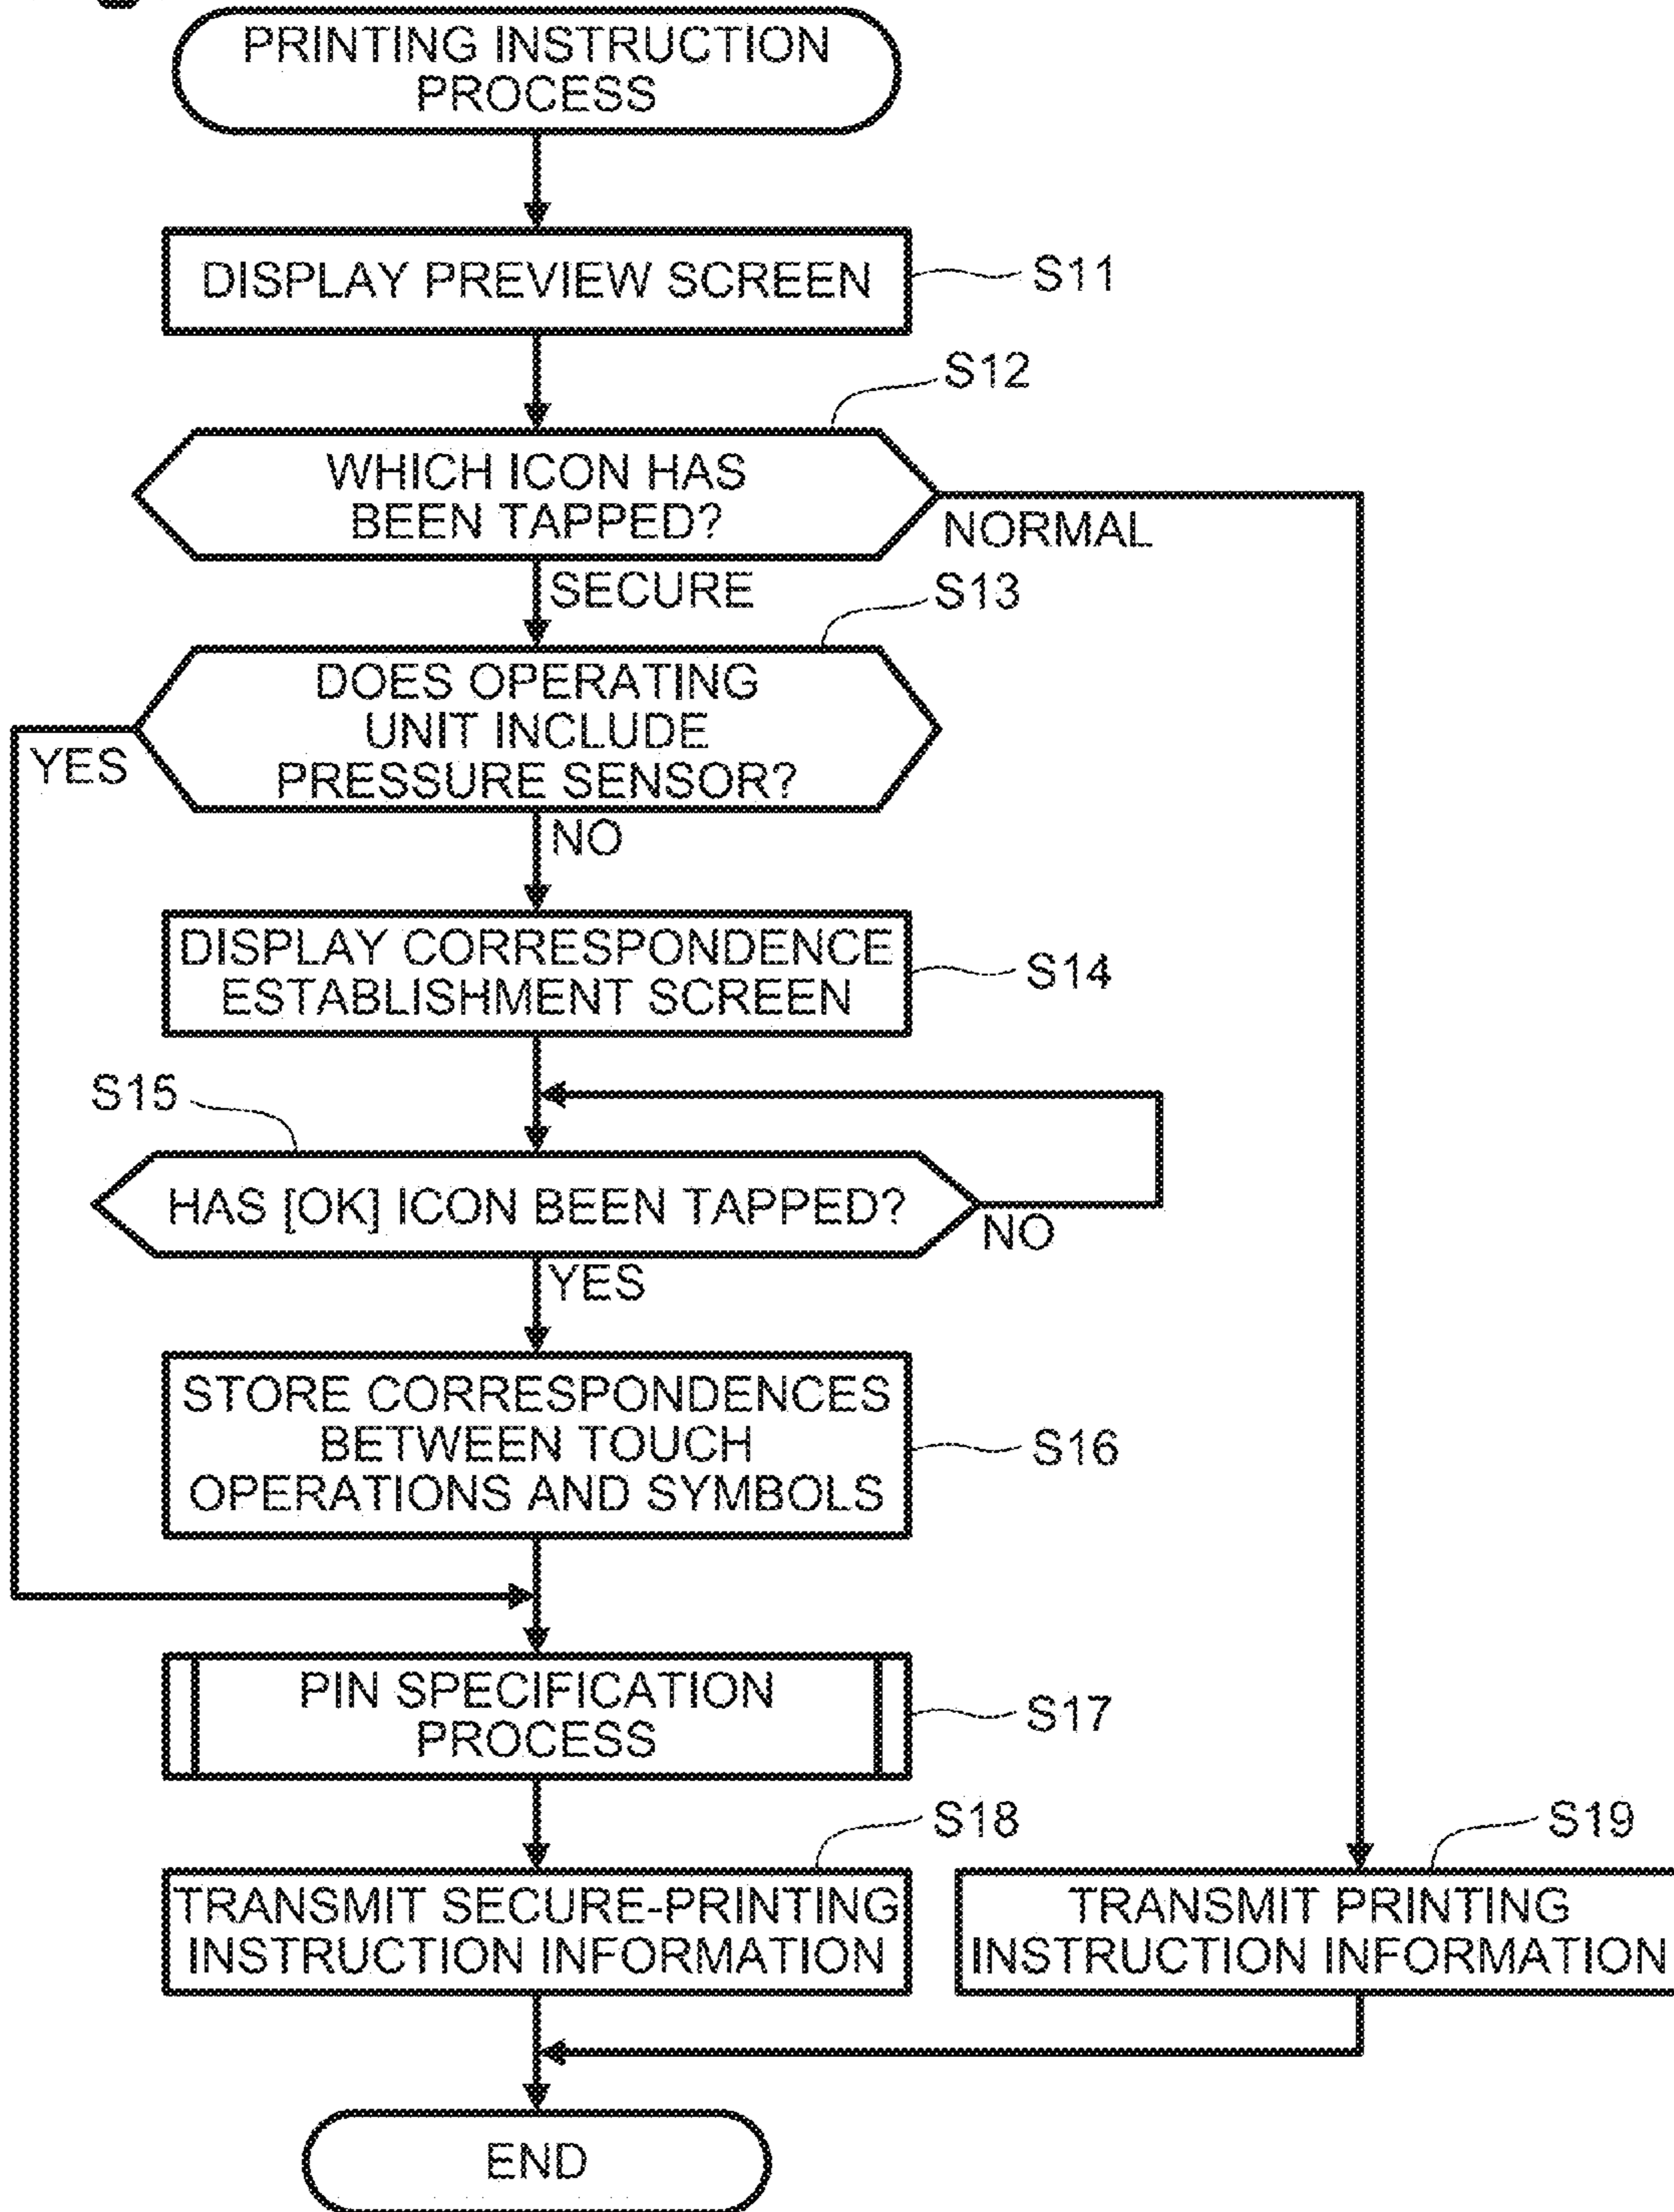 PRINTING INSTRUCTION
PROCESS
DISPLAY PREVIEW SCREEN
S11
S12
WHICH ICON HAS
BEEN TAPPED?
NORMAL
SECURE
S13
DOES OPERATING
UNIT INCLUDE
PRESSURE SENSOR?
YES
NO
DISPLAY CORRESPONDENCE
ESTABLISHMENT SCREEN
S14
S15
HAS [OK] ICON BEEN TAPPED?
NO
YES
STORE CORRESPONDENCES
BETWEEN TOUCH
OPERATIONS AND SYMBOLS
S16
PIN SPECIFICATION
PROCESS
S17
S18
TRANSMIT SECURE-PRINTING
INSTRUCTION INFORMATION
S19
TRANSMIT PRINTING
INSTRUCTION INFORMATION
END